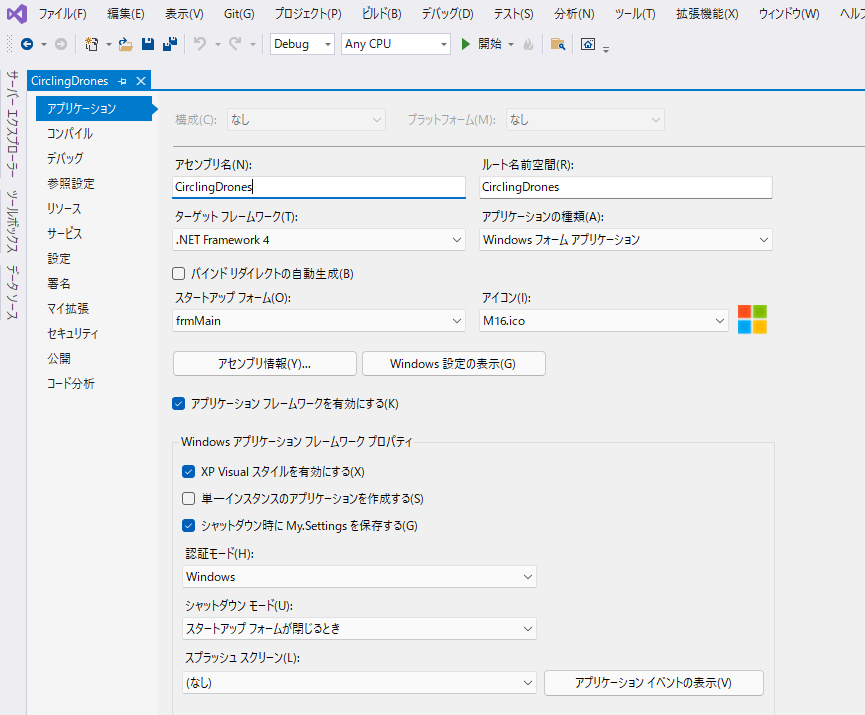 ファイル(F) 編集(E) 表示(V) Git(G) プロジェクト(P) ビルド(B) デバッグ(D) テスト(S) 分析(N) ツール(T) 拡張機能(X) ウィンドウ(W) ヘル
Debug Any CPU 開始
サーバー エクスプローラー
ツールボックス
データ ソース
CirclingDrones
アプリケーション
コンパイル
デバッグ
参照設定
リソース
サービス
設定
署名
マイ拡張
セキュリティ
公開
コード分析
構成(C): なし プラットフォーム(M): なし
アセンブリ名(N): ルート名前空間(R):
CirclingDrones CirclingDrones
ターゲット フレームワーク(T): アプリケーションの種類(A):
.NET Framework 4 Windows フォーム アプリケーション
バインド リダイレクトの自動生成(B)
スタートアップ フォーム(O): アイコン(I):
frmMain M16.ico
アセンブリ情報(Y)... Windows 設定の表示(G)
アプリケーション フレームワークを有効にする(K)
Windows アプリケーション フレームワーク プロパティ
XP Visual スタイルを有効にする(X)
単一インスタンスのアプリケーションを作成する(S)
シャットダウン時に My.Settings を保存する(G)
認証モード(H):
Windows
シャットダウン モード(U):
スタートアップ フォームが閉じるとき
スプラッシュ スクリーン(L):
(なし) アプリケーション イベントの表示(V)